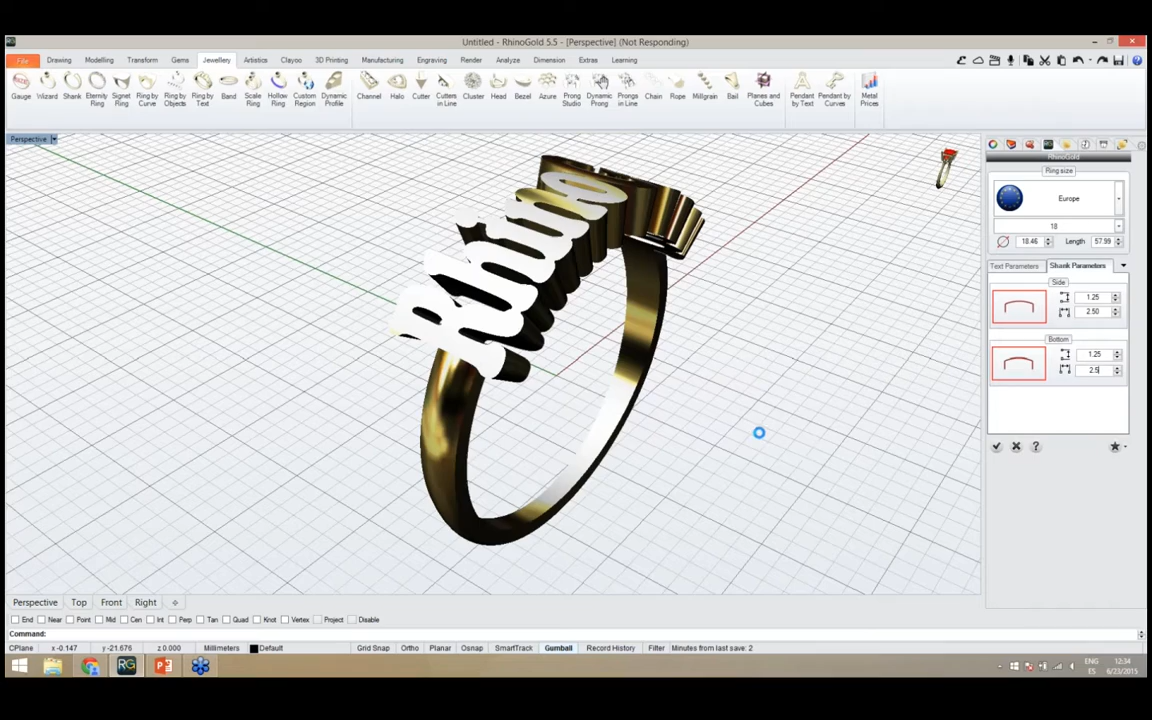 Untitled - RhinoGold 5.5 - [Perspective] (Not Responding)
File Drawing Modelling Transform Gems Jewellery Artistics Clayoo 3D Printing Manufacturing Engraving Render Analyze Dimension Extras Learning
Gauge Wizard Shank Eternity Ring Signet Ring Ring by Curve Ring by Objects Ring by Text Band Scale Ring Hollow Ring Custom Region Dynamic Profile Channel Halo Cutter Cutters in Line Cluster Head Bezel Azure Prong Studio Dynamic Prong Prongs in Line Chain Rope Millgrain Bail Planes and Cubes Pendant by Text Pendant by Curves Metal Prices
Perspective
Rhino
RhinoGold
Ring size
Europe
18
18.46 Length 57.99
Text Parameters Shank Parameters
Side
1.25
2.50
Bottom
1.25
2.5
Perspective Top Front Right
End Near Point Mid Cen Int Perp Tan Quad Knot Vertex Project Disable
Command:
CPlane x -0.147 y -21.676 z 0.000 Millimeters Default Grid Snap Ortho Planar Osnap SmartTrack Gumball Record History Filter Minutes from last save: 2
RG
ENG 12:34
ES 6/23/2015